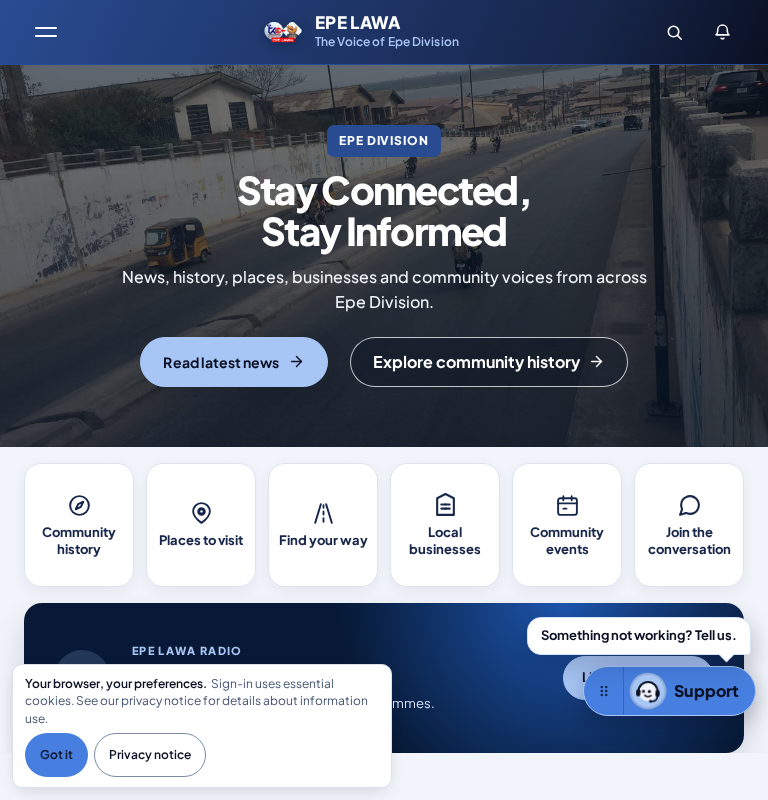 EPE LAWA
The Voice of Epe Division
EPE DIVISION
Stay Connected,
Stay Informed
News, history, places, businesses and community voices from across
Epe Division.
Read latest news
Explore community history
Community
history
Places to visit
Find your way
Local
businesses
Community
events
Join the
conversation
EPE LAWA RADIO
Something not working? Tell us.
Support
Your browser, your preferences. Sign-in uses essential
cookies. See our privacy notice for details about information
use.
Got it
Privacy notice